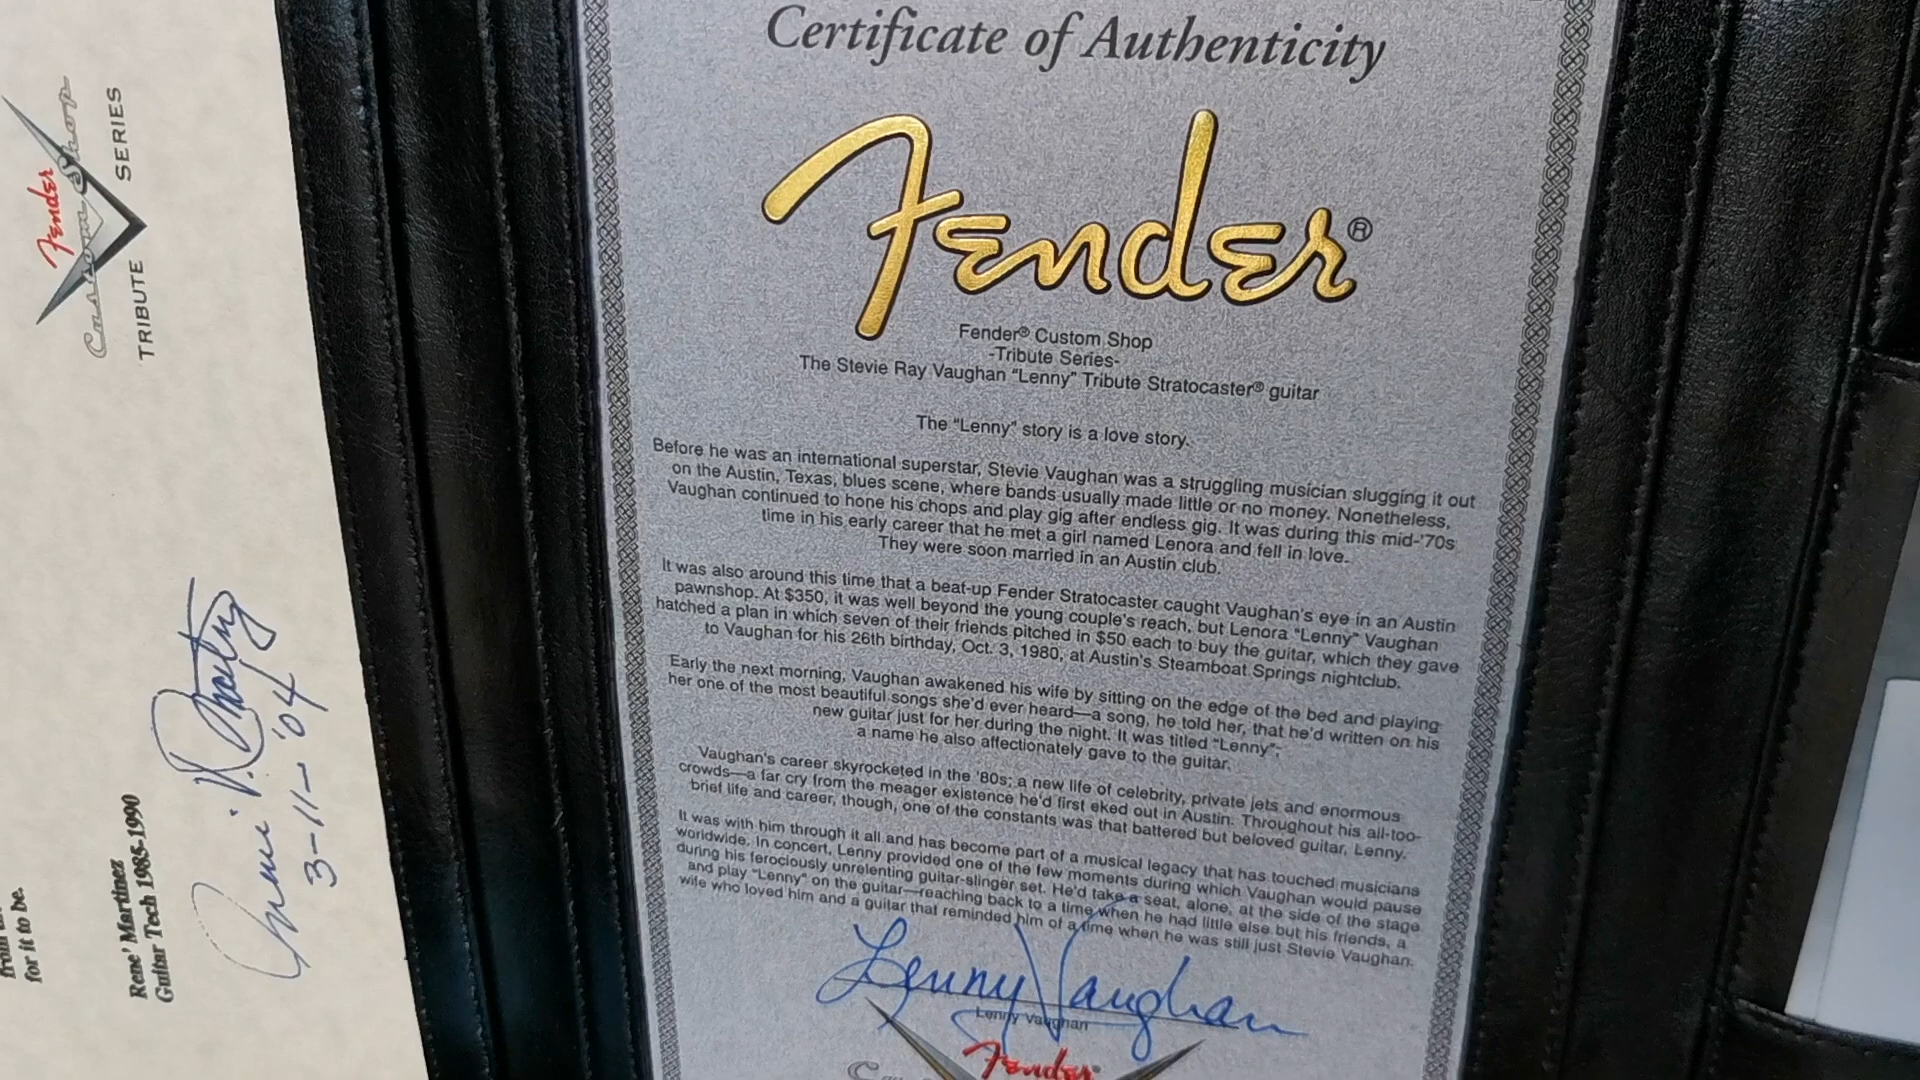 Fender
Custom Shop
TRIBUTE SERIES
for it to be.
Rene' Martinez
Guitar Tech 1985-1990
3-11-'04
Certificate of Authenticity
Fender®
Fender® Custom Shop
-Tribute Series-
The Stevie Ray Vaughan "Lenny" Tribute Stratocaster® guitar
The "Lenny" story is a love story.
Before he was an international superstar, Stevie Vaughan was a struggling musician slugging it out
on the Austin, Texas, blues scene, where bands usually made little or no money. Nonetheless,
Vaughan continued to hone his chops and play gig after endless gig. It was during this mid-'70s
time in his early career that he met a girl named Lenora and fell in love.
They were soon married in an Austin club.
It was also around this time that a beat-up Fender Stratocaster caught Vaughan's eye in an Austin
pawnshop. At $350, it was well beyond the young couple's reach, but Lenora "Lenny" Vaughan
hatched a plan in which seven of their friends pitched in $50 each to buy the guitar, which they gave
to Vaughan for his 26th birthday, Oct. 3, 1980, at Austin's Steamboat Springs nightclub.
Early the next morning, Vaughan awakened his wife by sitting on the edge of the bed and playing
her one of the most beautiful songs she'd ever heard—a song, he told her, that he'd written on his
new guitar just for her during the night. It was titled "Lenny";
a name he also affectionately gave to the guitar.
Vaughan's career skyrocketed in the '80s; a new life of celebrity, private jets and enormous
crowds—a far cry from the meager existence he'd first eked out in Austin. Throughout his all-too-
brief life and career, though, one of the constants was that battered but beloved guitar, Lenny.
It was with him through it all and has become part of a musical legacy that has touched musicians
worldwide. In concert, Lenny provided one of the few moments during which Vaughan would pause
during his ferociously unrelenting guitar-slinger set. He'd take a seat, alone, at the side of the stage
and play "Lenny" on the guitar—reaching back to a time when he had little else but his friends, a
wife who loved him and a guitar that reminded him of a time when he was still just Stevie Vaughan.
Lenny Vaughan
Lenny Vaughan
Fender